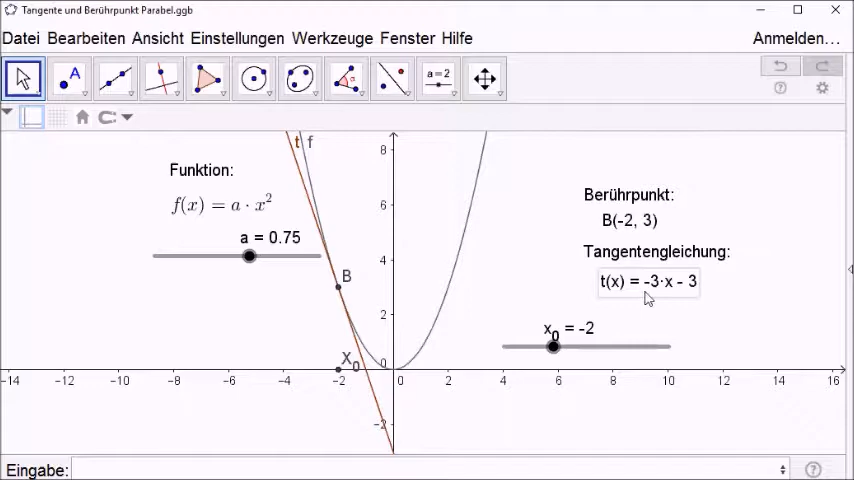 Tangente und Berührpunkt Parabel.ggb
Datei Bearbeiten Ansicht Einstellungen Werkzeuge Fenster Hilfe
Anmelden...
A
α
a=2
t f
8
6
4
2
0
−2
Funktion:
f(x) = a · x²
a = 0.75
Berührpunkt:
B(-2, 3)
Tangentengleichung:
t(x) = -3·x - 3
x₀ = -2
B
X₀
−14 −12 −10 −8 −6 −4 −2 0 2 4 6 8 10 12 14 16
Eingabe: